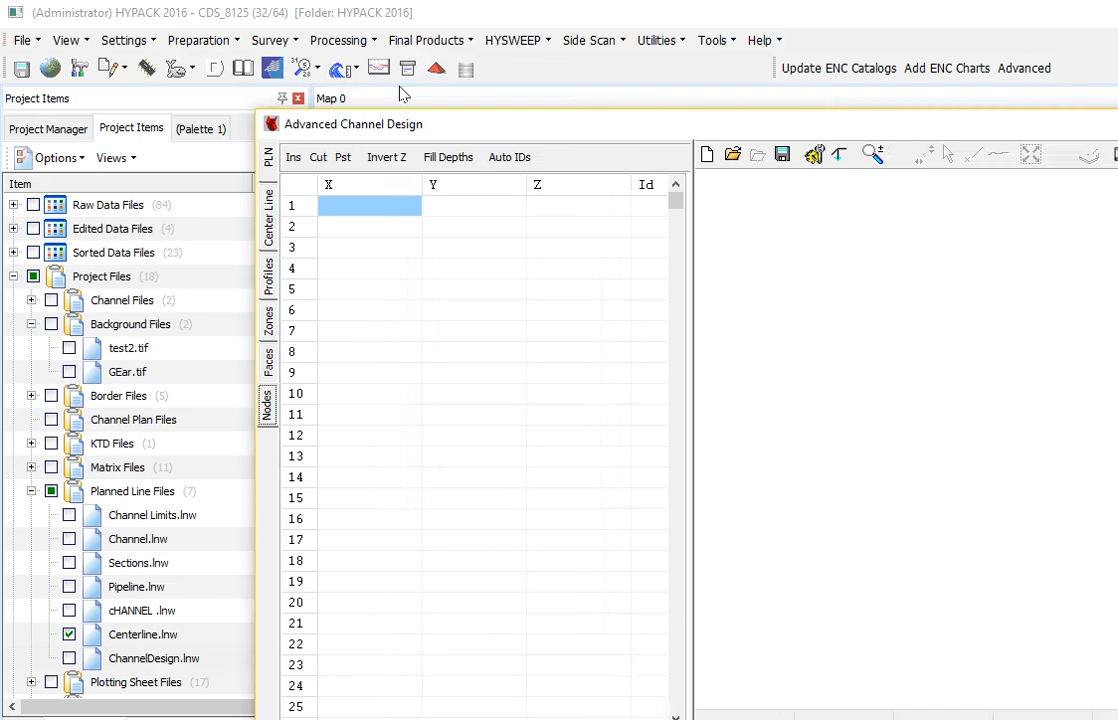 (Administrator) HYPACK 2016 - CDS_8125 (32/64)  [Folder: HYPACK 2016]
File View Settings Preparation Survey Processing Final Products HYSWEEP Side Scan Utilities Tools Help
Update ENC Catalogs Add ENC Charts Advanced
Project Items
Map 0
Project Manager Project Items (Palette 1)
Options Views
Item
Raw Data Files (84)
Edited Data Files (4)
Sorted Data Files (23)
Project Files (18)
Channel Files (2)
Background Files (2)
test2.tif
GEar.tif
Border Files (5)
Channel Plan Files
KTD Files (1)
Matrix Files (11)
Planned Line Files (7)
Channel Limits.lnw
Channel.lnw
Sections.lnw
Pipeline.lnw
cHANNEL .lnw
Centerline.lnw
ChannelDesign.lnw
Plotting Sheet Files (17)
Advanced Channel Design
Ins Cut Pst Invert Z Fill Depths Auto IDs
PLN
Center Line
Profiles
Zones
Faces
Nodes
X Y Z Id
1
2
3
4
5
6
7
8
9
10
11
12
13
14
15
16
17
18
19
20
21
22
23
24
25